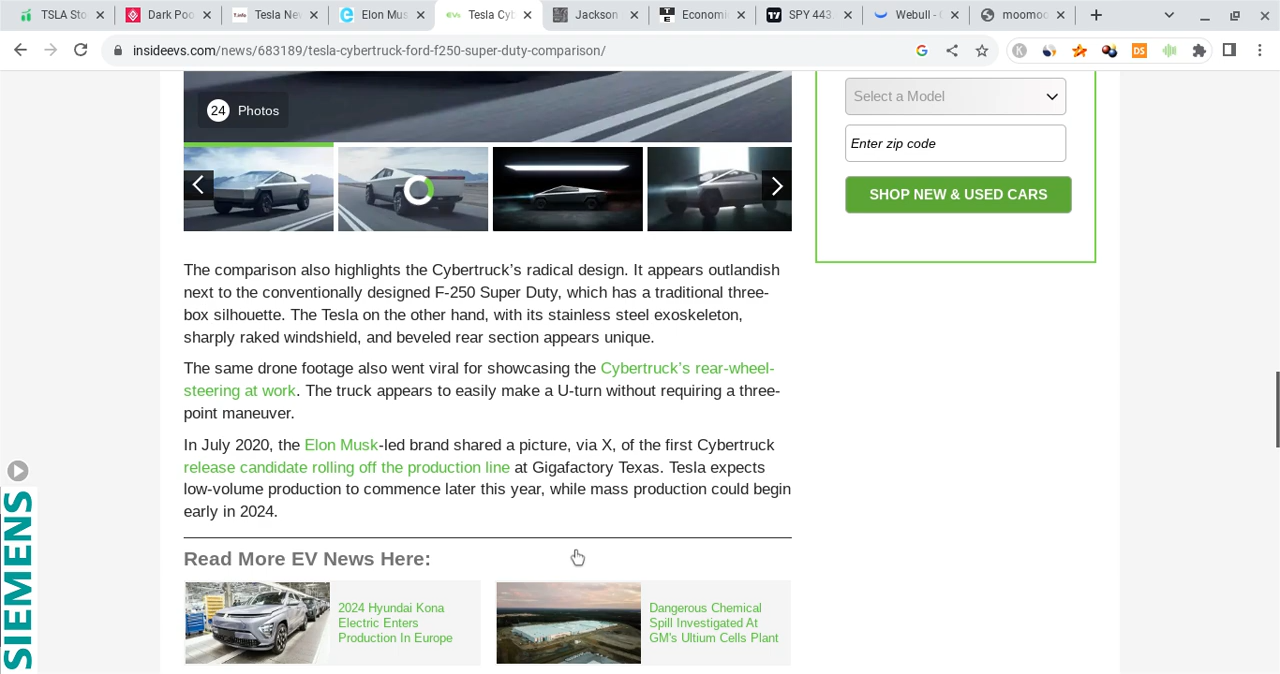 TSLA Sto
Dark Poo
Tesla Nev
Elon Mus
Tesla Cyb
Jackson
Economi
SPY 443.
Webull -
moomoo
insideevs.com/news/683189/tesla-cybertruck-ford-f250-super-duty-comparison/
24 Photos
Select a Model
Enter zip code
SHOP NEW & USED CARS
The comparison also highlights the Cybertruck’s radical design. It appears outlandish
next to the conventionally designed F-250 Super Duty, which has a traditional three-
box silhouette. The Tesla on the other hand, with its stainless steel exoskeleton,
sharply raked windshield, and beveled rear section appears unique.
The same drone footage also went viral for showcasing the Cybertruck’s rear-wheel-
steering at work. The truck appears to easily make a U-turn without requiring a three-
point maneuver.
In July 2020, the Elon Musk-led brand shared a picture, via X, of the first Cybertruck
release candidate rolling off the production line at Gigafactory Texas. Tesla expects
low-volume production to commence later this year, while mass production could begin
early in 2024.
SIEMENS
Read More EV News Here:
2024 Hyundai Kona
Electric Enters
Production In Europe
Dangerous Chemical
Spill Investigated At
GM's Ultium Cells Plant